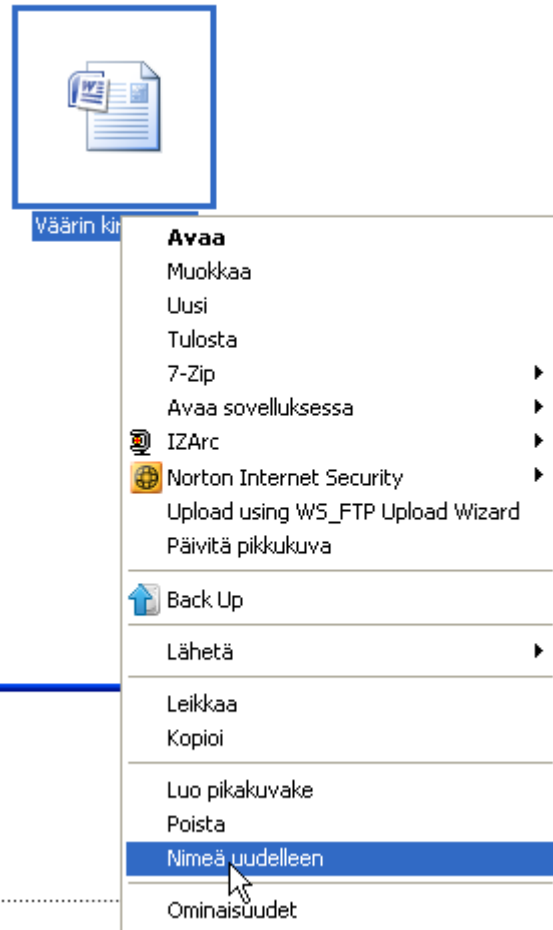 Väärin
Avaa
Muokkaa
Uusi
Tulosta
7-Zip
Avaa sovelluksessa
IZArc
Norton Internet Security
Upload using WS_FTP Upload Wizard
Päivitä pikkukuva
Back Up
Lähetä
Leikkaa
Kopioi
Luo pikakuvake
Poista
Nimeä uudelleen
Ominaisuudet